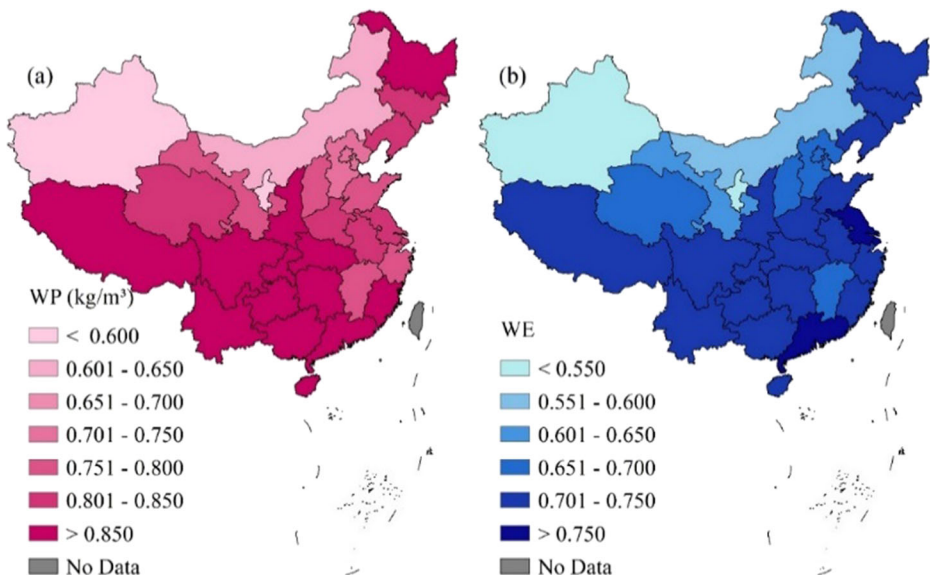 (a)
WP (kg/m³)
< 0.600
0.601 - 0.650
0.651 - 0.700
0.701 - 0.750
0.751 - 0.800
0.801 - 0.850
> 0.850
No Data
(b)
WE
< 0.550
0.551 - 0.600
0.601 - 0.650
0.651 - 0.700
0.701 - 0.750
> 0.750
No Data